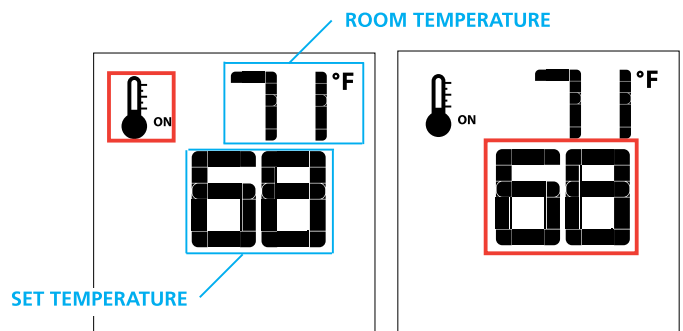 ROOM TEMPERATURE
71°F 71°F
ON ON
68 68
SET TEMPERATURE